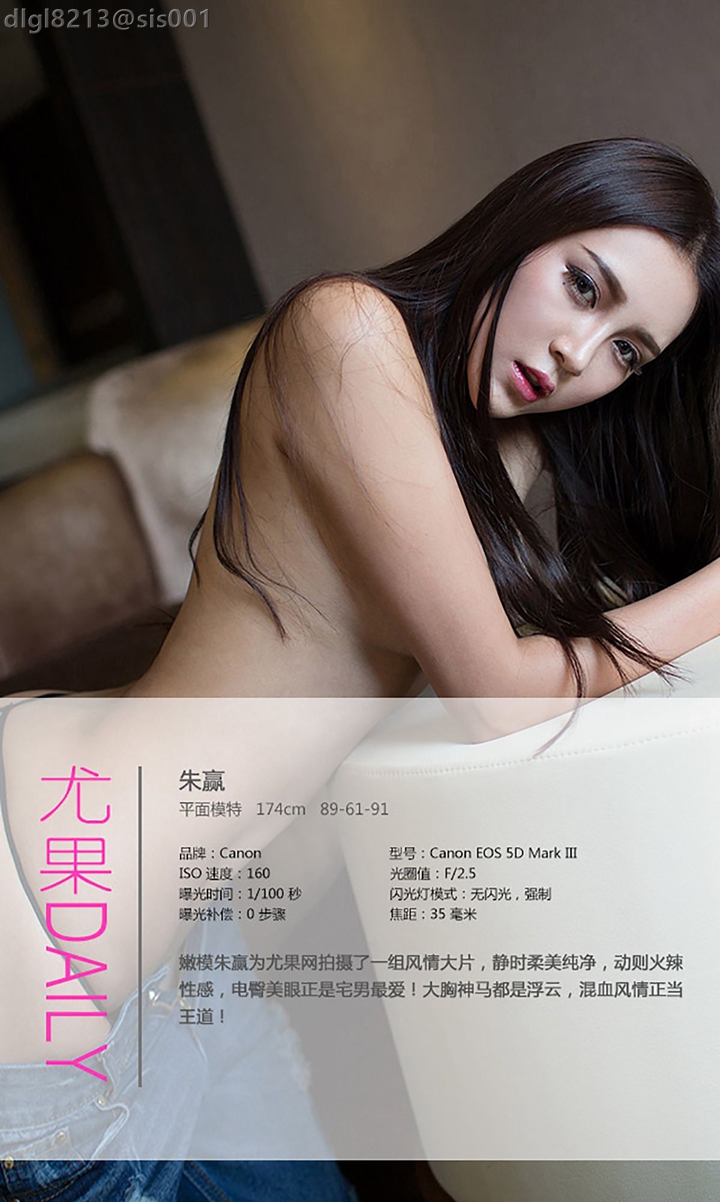 dlgl8213@sis001
尤果DAILY
朱赢
平面模特 174cm 89-61-91
品牌：Canon 型号：Canon EOS 5D Mark III
ISO 速度：160 光圈值：F/2.5
曝光时间：1/100 秒 闪光灯模式：无闪光，强制
曝光补偿：0 步骤 焦距：35 毫米
嫩模朱赢为尤果网拍摄了一组风情大片，静时柔美纯净，动则火辣
性感，电臀美眼正是宅男最爱！大胸神马都是浮云，混血风情正当
王道！